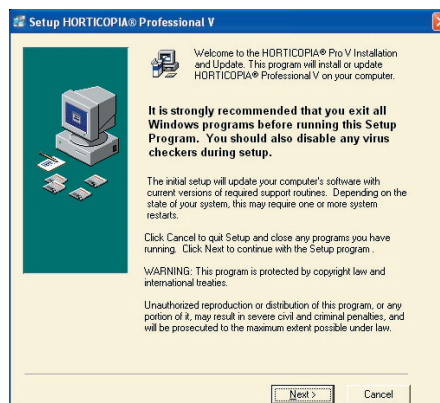 Setup HORTICOPIA® Professional V
Welcome to the HORTICOPIA® Pro V Installation
and Update. This program will install or update
HORTICOPIA® Professional V on your computer.
It is strongly recommended that you exit all
Windows programs before running this Setup
Program. You should also disable any virus
checkers during setup.
The initial setup will update your computer's software with
current versions of required support routines. Depending on the
state of your system, this may require one or more system
restarts.
Click Cancel to quit Setup and close any programs you have
running. Click Next to continue with the Setup program .
WARNING: This program is protected by copyright law and
international treaties.
Unauthorized reproduction or distribution of this program, or any
portion of it, may result in severe civil and criminal penalties, and
will be prosecuted to the maximum extent possible under law.
Next >
Cancel